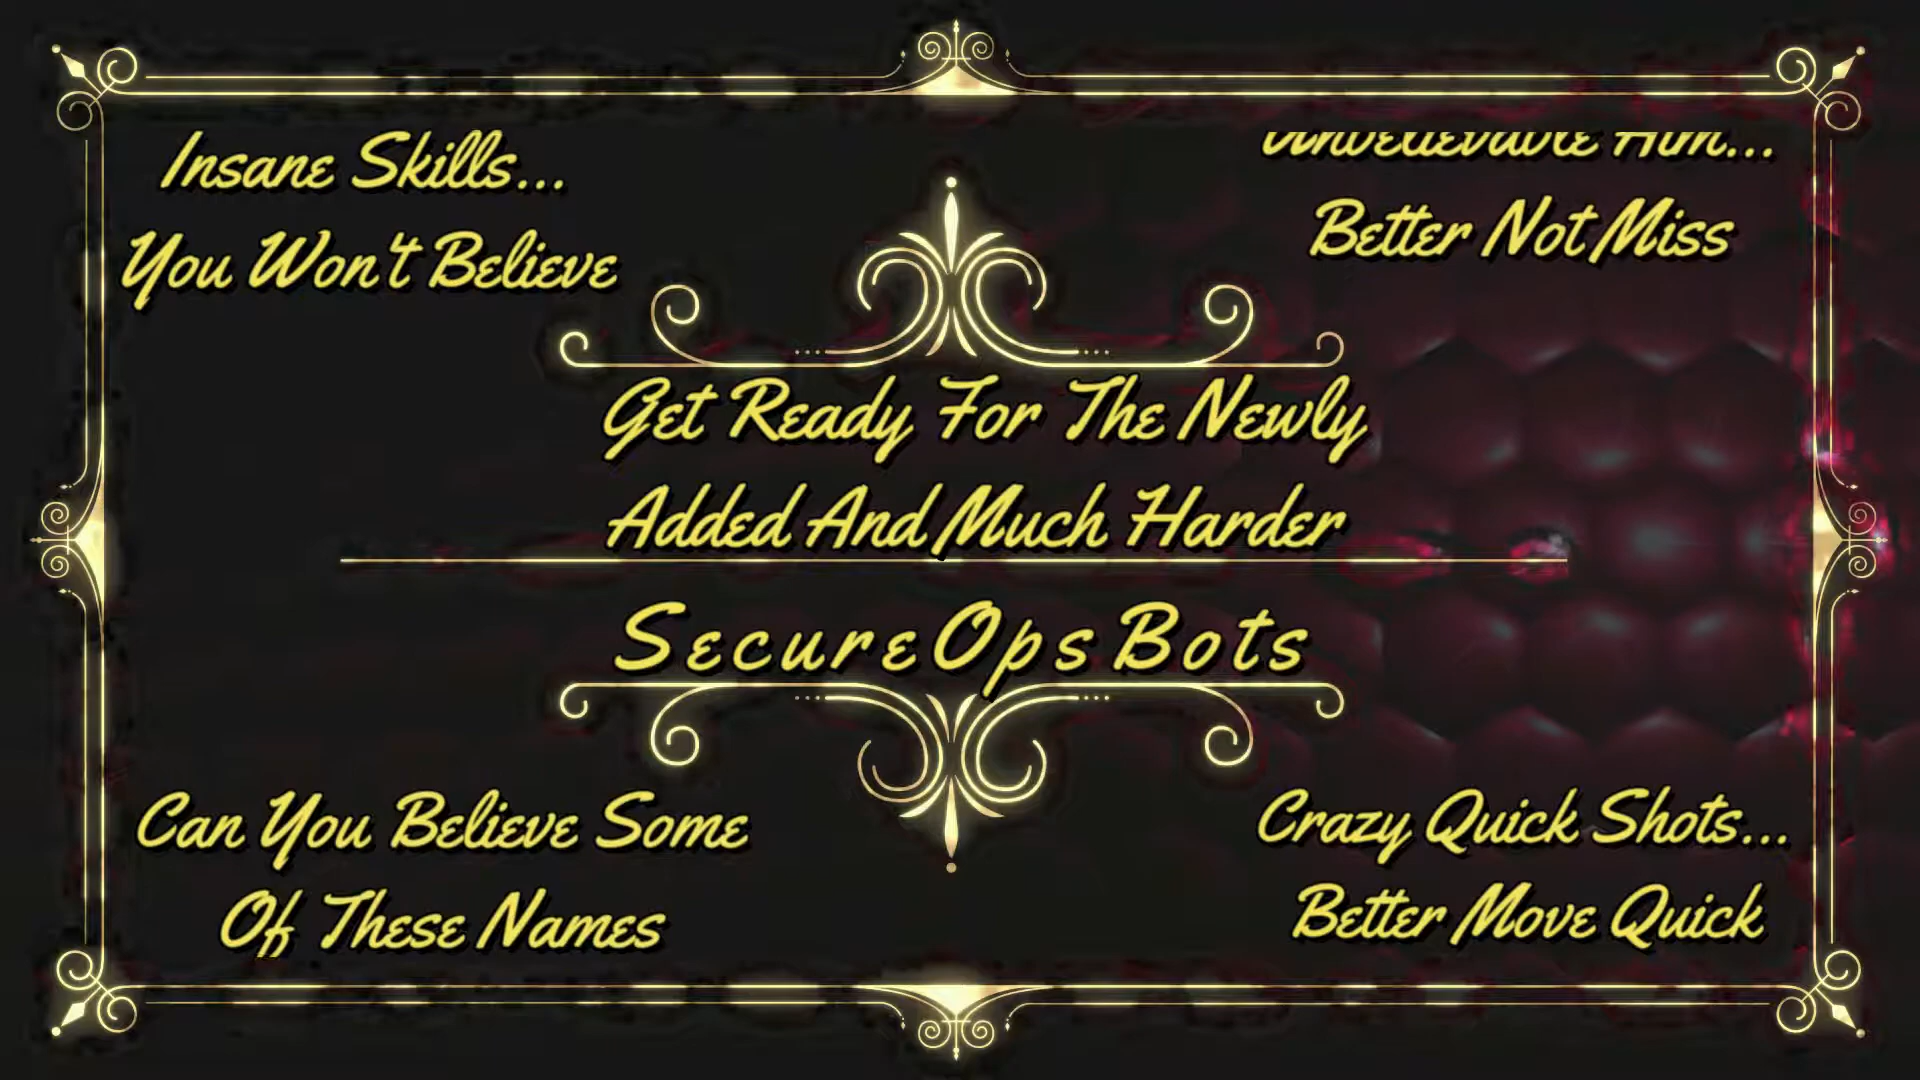 Insane Skills...
You Won't Believe
Better Not Miss
Get Ready For The Newly
Added And Much Harder
SecureOps Bots
Can You Believe Some
Of These Names
Crazy Quick Shots...
Better Move Quick